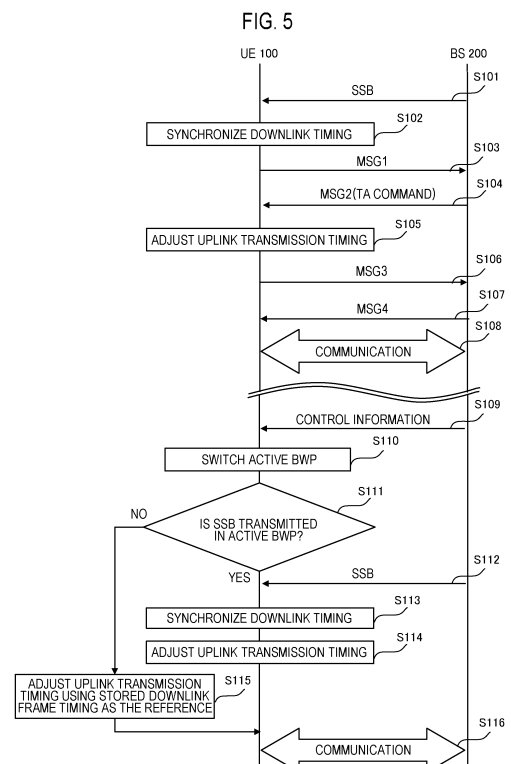 FIG. 5
UE 100
BS 200
S101
SSB
S102
SYNCHRONIZE DOWNLINK TIMING
S103
MSG1
S104
MSG2(TA COMMAND)
S105
ADJUST UPLINK TRANSMISSION TIMING
S106
MSG3
S107
MSG4
S108
COMMUNICATION
S109
CONTROL INFORMATION
S110
SWITCH ACTIVE BWP
S111
NO
IS SSB TRANSMITTED
IN ACTIVE BWP?
S112
YES
SSB
S113
SYNCHRONIZE DOWNLINK TIMING
S114
ADJUST UPLINK TRANSMISSION TIMING
S115
ADJUST UPLINK TRANSMISSION
TIMING USING STORED DOWNLINK
FRAME TIMING AS THE REFERENCE
S116
COMMUNICATION